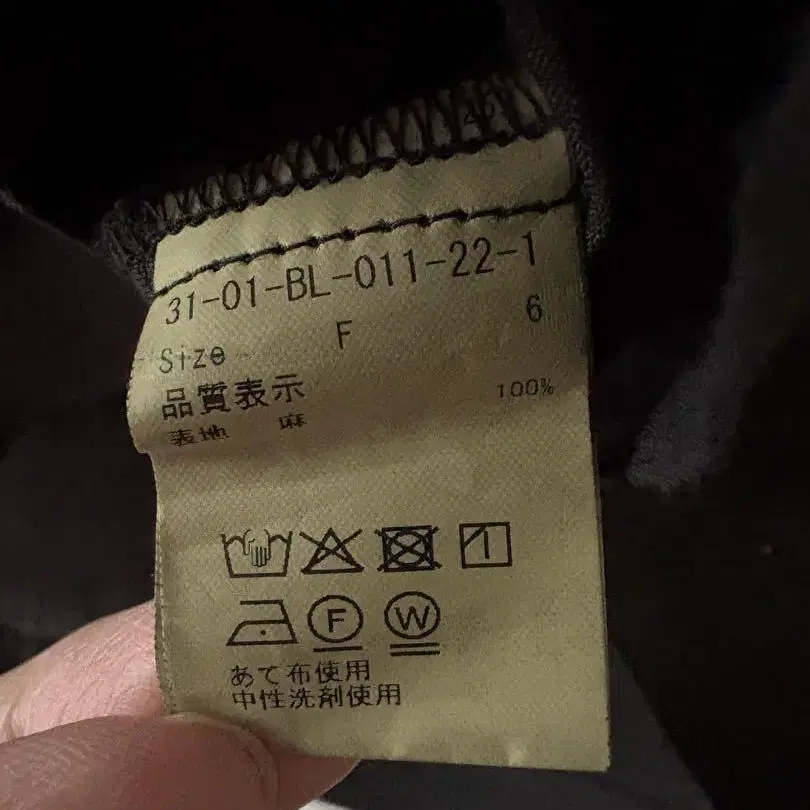 31-01-BL-011-22-1
Size F 6
品質表示
表地 麻 100%
F W
あて布使用
中性洗剤使用